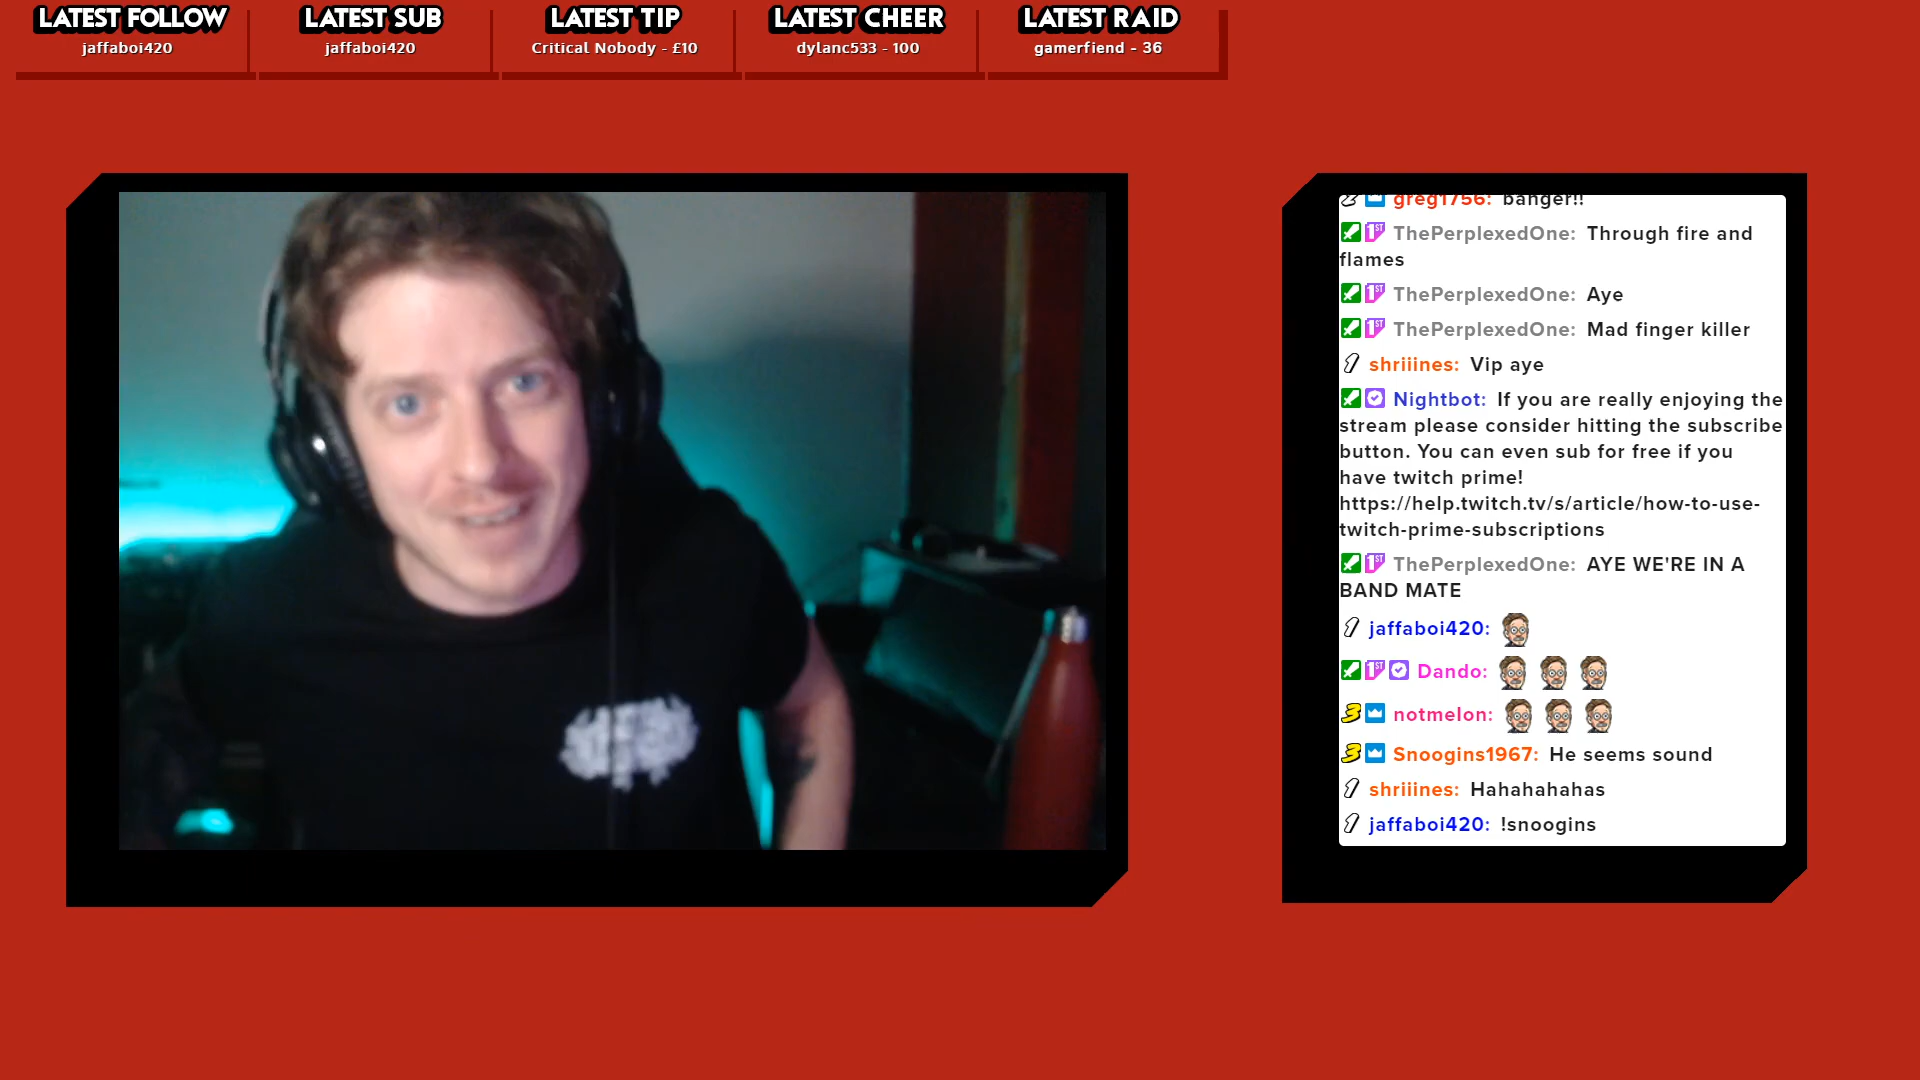 LATEST FOLLOW
jaffaboi420
LATEST SUB
jaffaboi420
LATEST TIP
Critical Nobody - £10
LATEST CHEER
dylanc533 - 100
LATEST RAID
gamerfiend - 36
greg1756: banger!!
ThePerplexedOne: Through fire and
flames
ThePerplexedOne: Aye
ThePerplexedOne: Mad finger killer
shriiines: Vip aye
Nightbot: If you are really enjoying the
stream please consider hitting the subscribe
button. You can even sub for free if you
have twitch prime!
https://help.twitch.tv/s/article/how-to-use-
twitch-prime-subscriptions
ThePerplexedOne: AYE WE'RE IN A
BAND MATE
jaffaboi420:
Dando:
notmelon:
Snoogins1967: He seems sound
shriiines: Hahahahahas
jaffaboi420: !snoogins